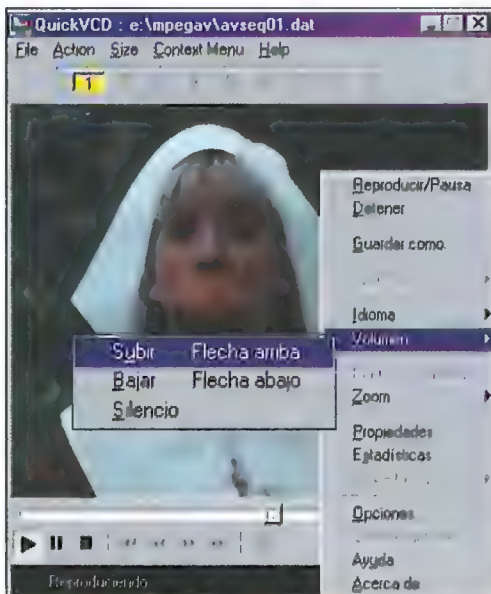 QuickVCD : e:\mpegav\avseq01.dat
File Action Size Context Menu Help
1
Reproducir/Pausa
Detener
Guardar como
Idioma
Volumen
Subir Flecha arriba
Bajar Flecha abajo
Silencio
Zoom
Propiedades
Estadísticas
Opciones
Ayuda
Acerca de
Reproduciendo